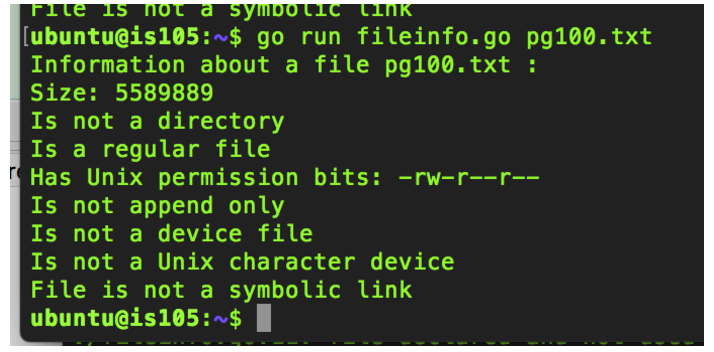 File is not a symbolic link
[ubuntu@is105:~$ go run fileinfo.go pg100.txt
Information about a file pg100.txt :
Size: 5589889
Is not a directory
Is a regular file
Has Unix permission bits: -rw-r--r--
Is not append only
Is not a device file
Is not a Unix character device
File is not a symbolic link
ubuntu@is105:~$